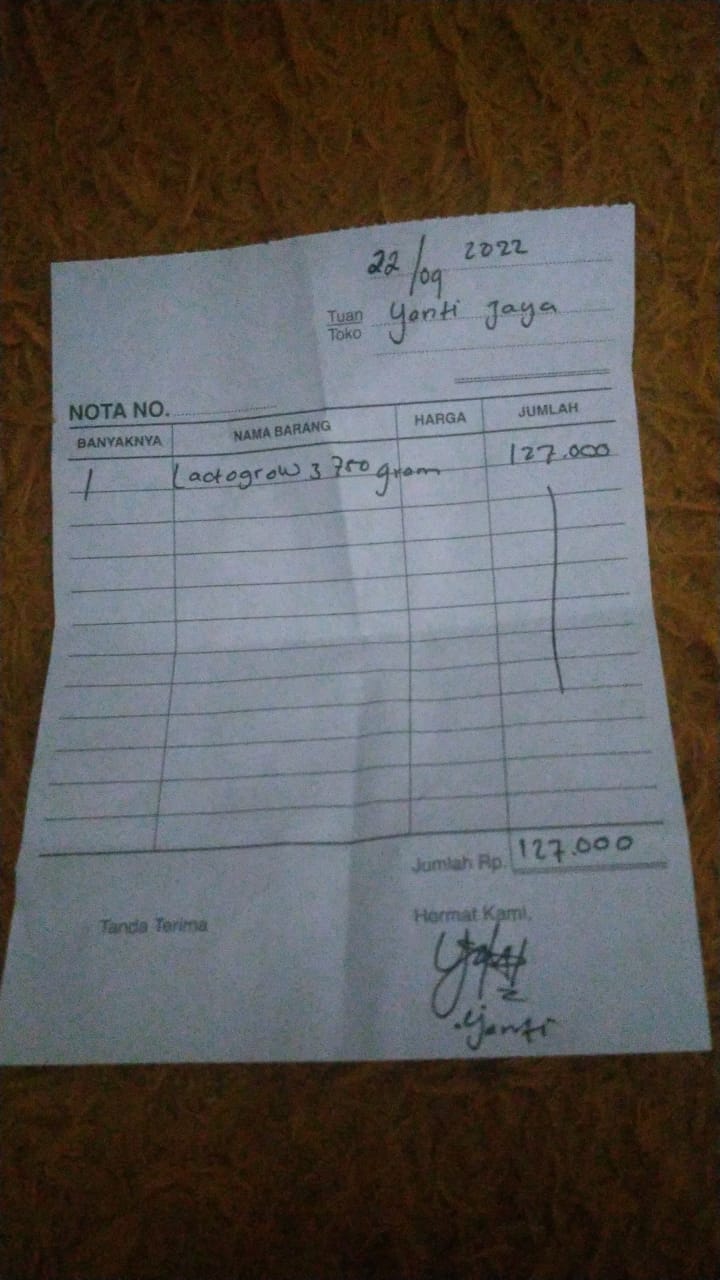 22/09 2022
Tuan
Toko Yanti Jaya
NOTA NO.
BANYAKNYA NAMA BARANG HARGA JUMLAH
1 Lactogrow 3 750 gram 127.000
Jumlah Rp. 127.000
Tanda Terima Hormat Kami,
Yanti